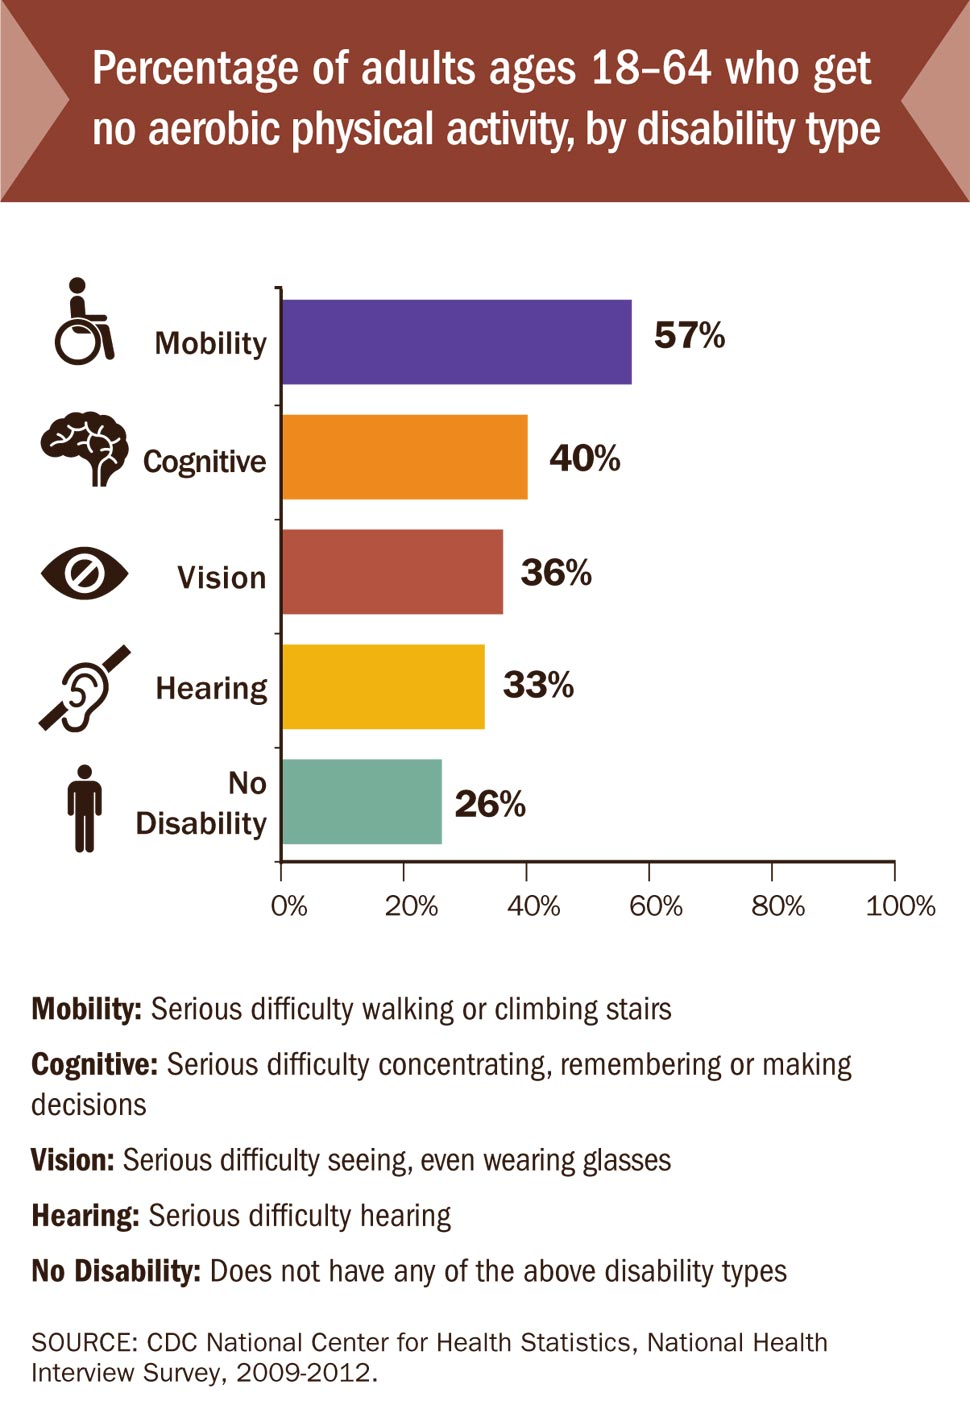 Percentage of adults ages 18–64 who get
no aerobic physical activity, by disability type
Mobility
57%
Cognitive
40%
Vision
36%
Hearing
33%
No
Disability
26%
0%
20%
40%
60%
80%
100%
Mobility: Serious difficulty walking or climbing stairs
Cognitive: Serious difficulty concentrating, remembering or making
decisions
Vision: Serious difficulty seeing, even wearing glasses
Hearing: Serious difficulty hearing
No Disability: Does not have any of the above disability types
SOURCE: CDC National Center for Health Statistics, National Health
Interview Survey, 2009-2012.